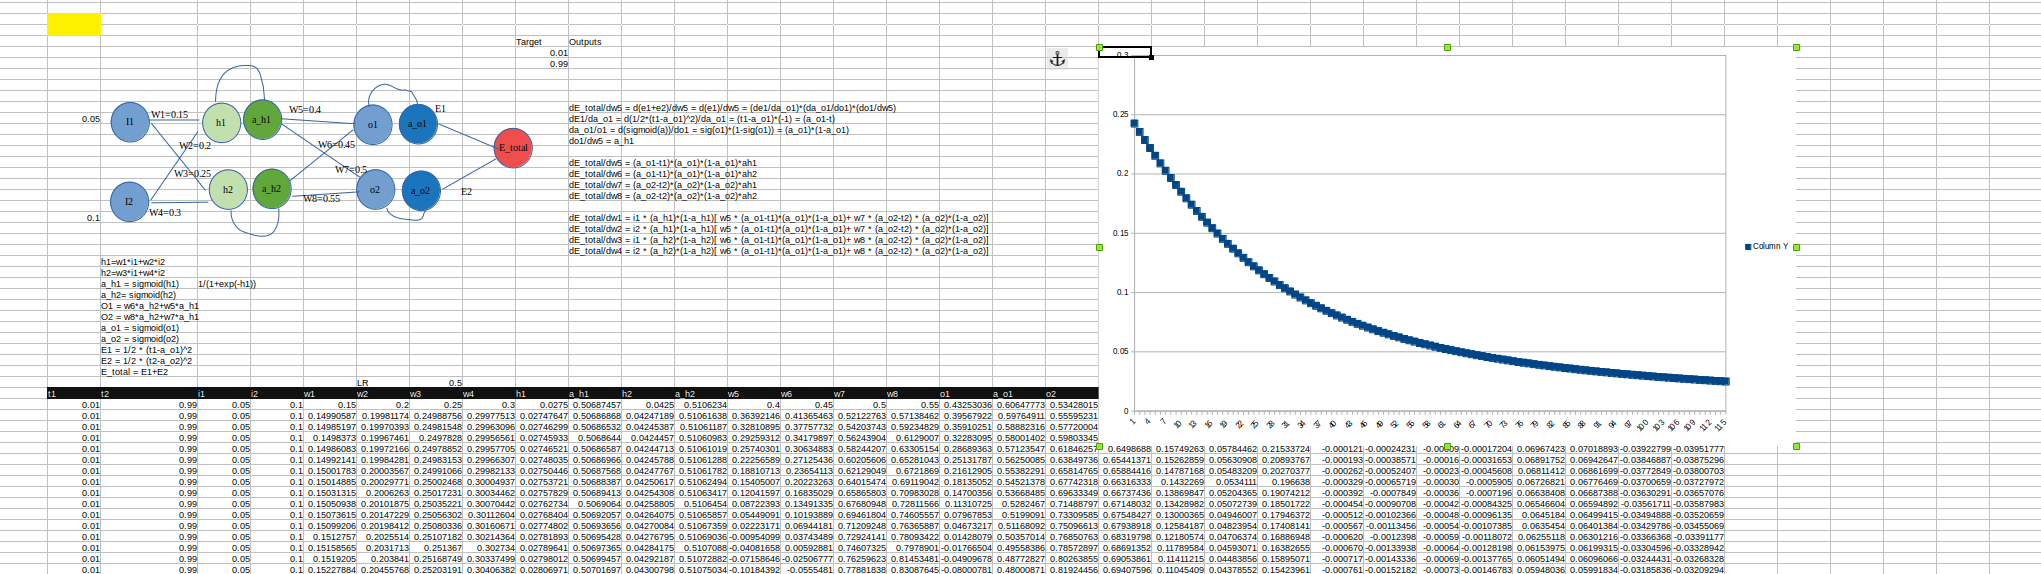 Target Outputs
0.01
0.99
0.05
0.1
I1
I2
W1=0.15
W2=0.2
W3=0.25
W4=0.3
h1
a_h1
h2
a_h2
W5=0.4
W6=0.45
W7=0.5
W8=0.55
o1
a_o1
o2
a_o2
E1
E2
E_total
dE_total/dw5 = d(e1+e2)/dw5 = d(e1)/dw5 = (de1/da_o1)*(da_o1/do1)*(do1/dw5)
dE1/da_o1 = d(1/2*(t1-a_o1)^2)/da_o1 = (t1-a_o1)*(-1) = (a_o1-t)
da_o1/o1 = d(sigmoid(a))/do1 = sig(o1)*(1-sig(o1)) = (a_o1)*(1-a_o1)
do1/dw5 = a_h1
dE_total/dw5 = (a_o1-t1)*(a_o1)*(1-a_o1)*ah1
dE_total/dw6 = (a_o1-t1)*(a_o1)*(1-a_o1)*ah2
dE_total/dw7 = (a_o2-t2)*(a_o2)*(1-a_o2)*ah1
dE_total/dw8 = (a_o2-t2)*(a_o2)*(1-a_o2)*ah2
dE_total/dw1 = i1 * (a_h1)*(1-a_h1)[ w5 * (a_o1-t1)*(a_o1)*(1-a_o1)+ w7 * (a_o2-t2) * (a_o2)*(1-a_o2)]
dE_total/dw2 = i2 * (a_h1)*(1-a_h1)[ w5 * (a_o1-t1)*(a_o1)*(1-a_o1)+ w7 * (a_o2-t2) * (a_o2)*(1-a_o2)]
dE_total/dw3 = i1 * (a_h2)*(1-a_h2)[ w6 * (a_o1-t1)*(a_o1)*(1-a_o1)+ w8 * (a_o2-t2) * (a_o2)*(1-a_o2)]
dE_total/dw4 = i2 * (a_h2)*(1-a_h2)[ w6 * (a_o1-t1)*(a_o1)*(1-a_o1)+ w8 * (a_o2-t2) * (a_o2)*(1-a_o2)]
h1=w1*i1+w2*i2
h2=w3*i1+w4*i2
a_h1 = sigmoid(h1) 1/(1+exp(-h1))
a_h2= sigmoid(h2)
O1 = w6*a_h2+w5*a_h1
O2 = w8*a_h2+w7*a_h1
a_o1 = sigmoid(o1)
a_o2 = sigmoid(o2)
E1 = 1/2 * (t1-a_o1)^2
E2 = 1/2 * (t2-a_o2)^2
E_total = E1+E2
0.3
0.25
0.2
0.15
0.1
0.05
0
1 4 7 10 13 16 19 22 25 28 31 34 37 40 43 46 49 52 55 58 61 64 67 70 73 76 79 82 85 88 91 94 97 100 103 106 109 112 115
Column Y
LR 0.5
t1 t2 i1 i2 w1 w2 w3 w4 h1 a_h1 h2 a_h2 w5 w6 w7 w8 o1 a_o1 o2
0.01 0.99 0.05 0.1 0.15 0.2 0.25 0.3 0.0275 0.50687457 0.0425 0.5106234 0.4 0.45 0.5 0.55 0.43253036 0.60647773 0.53428015
0.01 0.99 0.05 0.1 0.14990587 0.19981174 0.24988756 0.29977513 0.02747647 0.50686868 0.04247189 0.51061638 0.36392146 0.41365463 0.52122763 0.57138462 0.39567922 0.59764911 0.55595231
0.01 0.99 0.05 0.1 0.14985197 0.19970393 0.24981548 0.29963096 0.02746299 0.50686532 0.04245387 0.51061187 0.32810895 0.37757732 0.54203743 0.59234829 0.35910251 0.58882316 0.57720004
0.01 0.99 0.05 0.1 0.1498373 0.19967461 0.2497828 0.29956561 0.02745933 0.5068644 0.0424457 0.51060983 0.29259312 0.34179897 0.56243904 0.6129007 0.32283095 0.58001402 0.59803345
0.01 0.99 0.05 0.1 0.14986083 0.19972166 0.24978852 0.29957705 0.02746521 0.50686587 0.04244713 0.51061019 0.25740301 0.30634883 0.58244207 0.63305154 0.28689363 0.57123547 0.61846257 0.6498688 0.15749263 0.05784462 0.21533724 -0.000121 -0.00024231 -0.00017204 0.06967423 0.07018893 -0.03922799 -0.03951777
0.01 0.99 0.05 0.1 0.14992141 0.19984281 0.24983153 0.29966307 0.02748035 0.50686966 0.04245788 0.51061288 0.22256589 0.27125436 0.60205606 0.65281043 0.25131787 0.56250085 0.63849736 0.65441371 0.15262859 0.05630908 0.20893767 -0.000192 -0.00038571 -0.00016 -0.00031653 0.06891752 0.06942647 -0.03846887 -0.03875296
0.01 0.99 0.05 0.1 0.15001783 0.20003567 0.24991066 0.29982133 0.02750446 0.50687568 0.04247767 0.51061782 0.18810713 0.23654113 0.62129049 0.6721869 0.21612905 0.55382291 0.65814765 0.65884416 0.14787168 0.05483209 0.20270377 -0.000262 -0.00052407 -0.00023 -0.00045608 0.06811412 0.06861699 -0.03772849 -0.03800703
0.01 0.99 0.05 0.1 0.15014885 0.20029771 0.25002468 0.30004937 0.02753721 0.50688387 0.04250617 0.51062494 0.15405007 0.20223263 0.64015474 0.69119042 0.18135052 0.54521378 0.67742318 0.66316333 0.1432269 0.0534111 0.196638 -0.000329 -0.00065719 -0.00030 -0.0005905 0.06726821 0.06776469 -0.03700659 -0.03727972
0.01 0.99 0.05 0.1 0.15031315 0.2006263 0.25017231 0.30034462 0.02757829 0.50689413 0.04254308 0.51063417 0.12041597 0.16835029 0.65865803 0.70983028 0.14700356 0.53668485 0.69633349 0.66737436 0.13869847 0.05204365 0.19074212 -0.000392 -0.0007849 -0.00036 -0.0007196 0.06638408 0.06687388 -0.03630291 -0.03657076
0.01 0.99 0.05 0.1 0.15050938 0.20101875 0.25035221 0.30070442 0.02762734 0.5069064 0.04258805 0.5106454 0.08722393 0.13491335 0.67680948 0.72811566 0.11310725 0.5282467 0.71488797 0.67148032 0.13428982 0.05072739 0.18501722 -0.000454 -0.00090708 -0.00042 -0.00084325 0.06546604 0.06594892 -0.03561711 -0.03587983
0.01 0.99 0.05 0.1 0.15073615 0.20147229 0.25056302 0.30112604 0.02768404 0.50692057 0.04264075 0.51065857 0.05449091 0.10193889 0.69461804 0.74605557 0.07967853 0.51990915 0.73309585 0.67548427 0.13000365 0.04946007 0.17946372 -0.000512 -0.00102366 -0.00048 -0.00096135 0.0645184 0.06499415 -0.03494888 -0.03520659
0.01 0.99 0.05 0.1 0.15099206 0.20198412 0.25080336 0.30160671 0.02774802 0.50693656 0.04270084 0.51067359 0.02223171 0.06944181 0.71209248 0.76365887 0.04673217 0.51168092 0.75096613 0.67938918 0.12584187 0.04823954 0.17408141 -0.000567 -0.00113456 -0.00054 -0.00107385 0.0635454 0.06401384 -0.03429786 -0.03455069
0.01 0.99 0.05 0.1 0.1512757 0.2025514 0.25107182 0.30214364 0.02781893 0.50695428 0.04276795 0.51069036 -0.00954099 0.03743489 0.72924141 0.78093422 0.01428079 0.50357014 0.76850763 0.68319798 0.12180574 0.04706374 0.16886948 -0.000620 -0.0012398 -0.00059 -0.00118072 0.06255118 0.06301216 -0.03366368 -0.03391177
0.01 0.99 0.05 0.1 0.15158565 0.2031713 0.251367 0.302734 0.02789641 0.50697365 0.04284175 0.5107088 -0.04081658 0.00592881 0.74607325 0.7978901 -0.01766504 0.49558386 0.78572897 0.68691352 0.11789584 0.04593071 0.16382655 -0.000670 -0.00133938 -0.00064 -0.00128198 0.06153975 0.06199315 -0.03304596 -0.03328942
0.01 0.99 0.05 0.1 0.1519205 0.203841 0.25168749 0.30337499 0.02798012 0.50699457 0.04292187 0.51072882 -0.07158646 -0.02506777 0.76259623 0.81453481 -0.04909678 0.48772827 0.80263855 0.69053861 0.11411215 0.04483856 0.15895071 -0.000717 -0.00143336 -0.00069 -0.00137765 0.06051494 0.06096066 -0.03244431 -0.03268331
0.01 0.99 0.05 0.1 0.15227884 0.20455768 0.25203191 0.30406382 0.02806971 0.50701697 0.04300798 0.51075034 -0.10184392 -0.0555481 0.77881838 0.83087645 -0.08000781 0.48000871 0.81924456 0.69407596 0.11045409 0.04378552 0.15423961 -0.000761 -0.00152182 -0.00073 -0.00146783 0.05948036 0.05991834 -0.03185836 -0.03209294